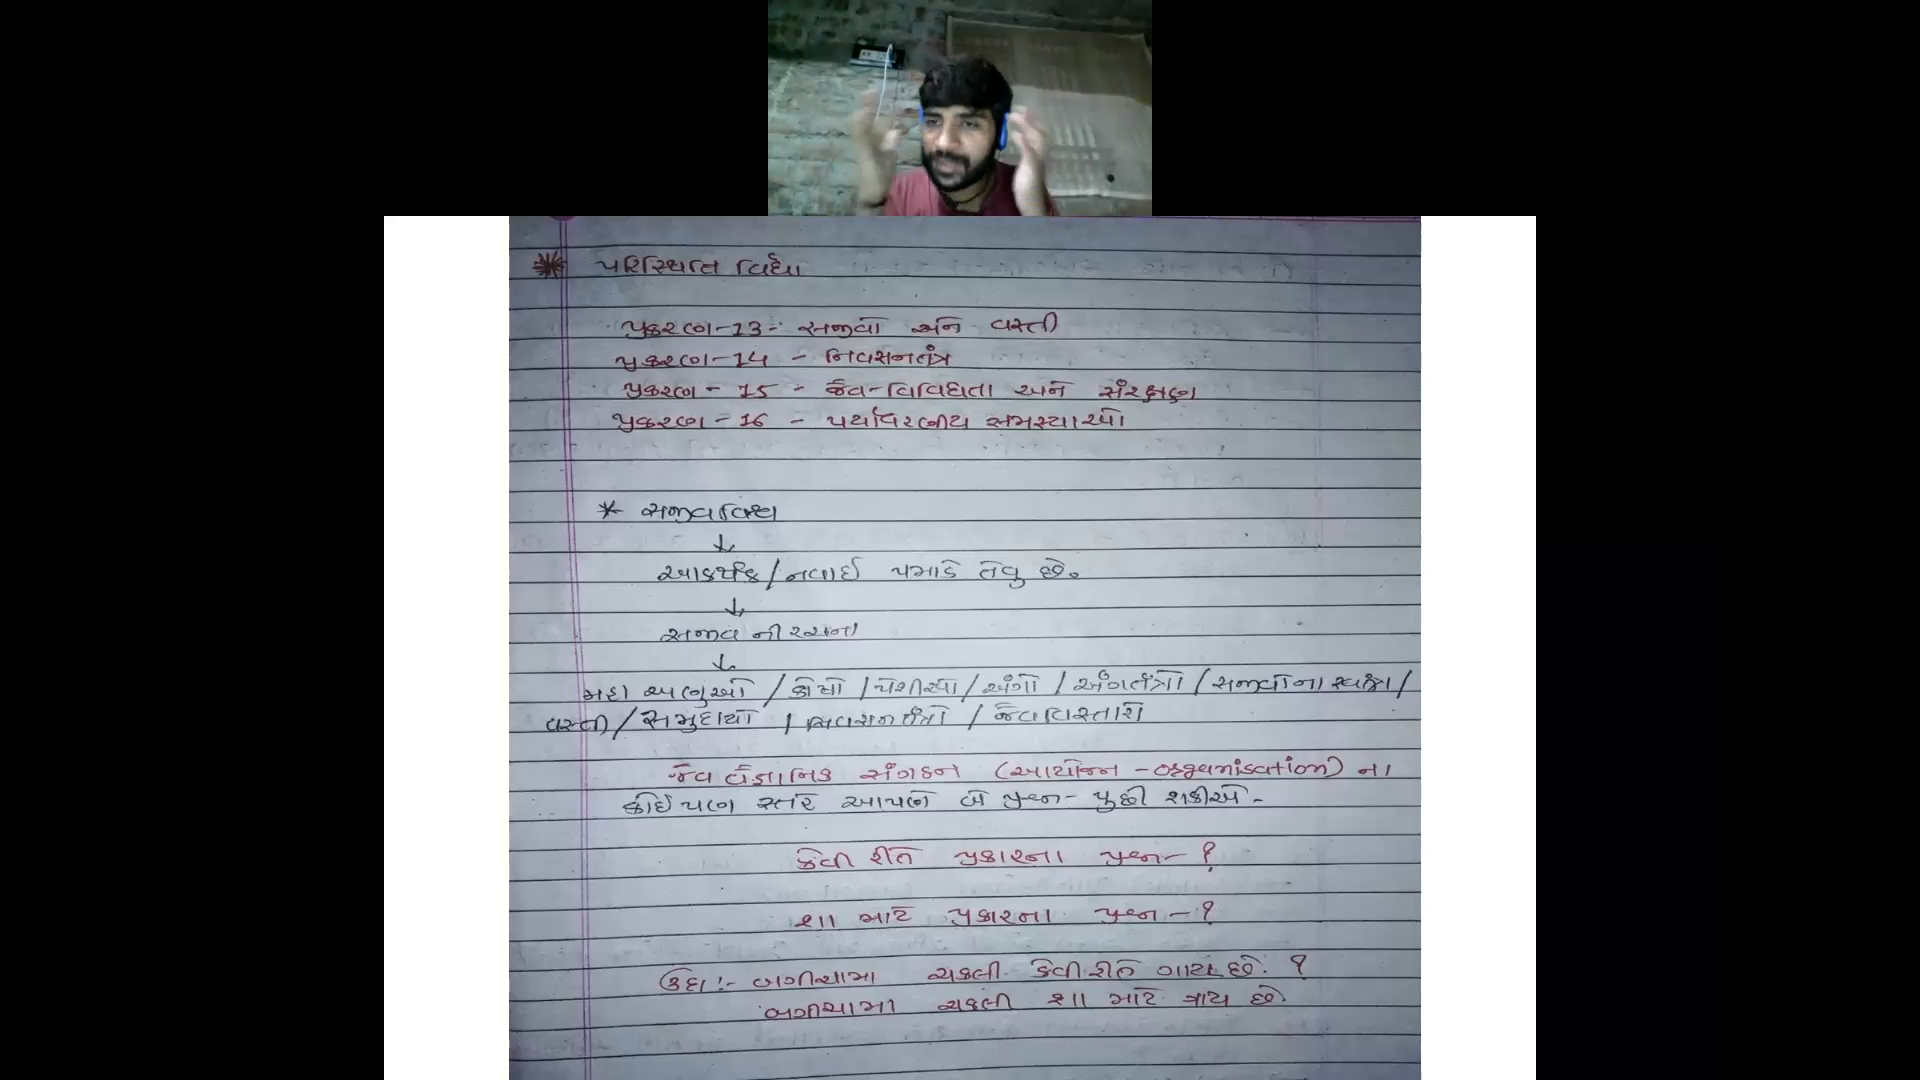 પરિસ્થિતિ વિદ્યા
પ્રકરણ-13 - સજીવો અને વસ્તી
પ્રકરણ-14 - નિવસનતંત્ર
પ્રકરણ - 15 - જૈવ-વિવિધતા અને સંરક્ષણ
પ્રકરણ - 16 - પર્યાવરણીય સમસ્યાઓ
* સજીવવિશ્વ
↓
આકર્ષક/નવાઈ પમાડે તેવુ છે.
↓
સજીવ ની રચના
↓
મહા અણુઓ / કોષો / પેશીઓ / અંગો / અંગતંત્રો / સજીવોના /
વસ્તી / સમુદાયો / નિવસનતંત્રો / જૈવવિસ્તારો
જૈવ વૈજ્ઞાનિક સંગઠન (આયોજન - organisation) ના
કોઈ પણ સ્તરે આપણે બે પ્રશ્ન- પુછી શકીએ -
કેવી રીતે પ્રકારના પ્રશ્ન- ?
શા માટે પ્રકારના પ્રશ્ન - ?
ઉદા :- બગીચામા ચકલી કેવી રીતે ગાય છે. ?
બગીચામા ચકલી શા માટે ગાય છે.